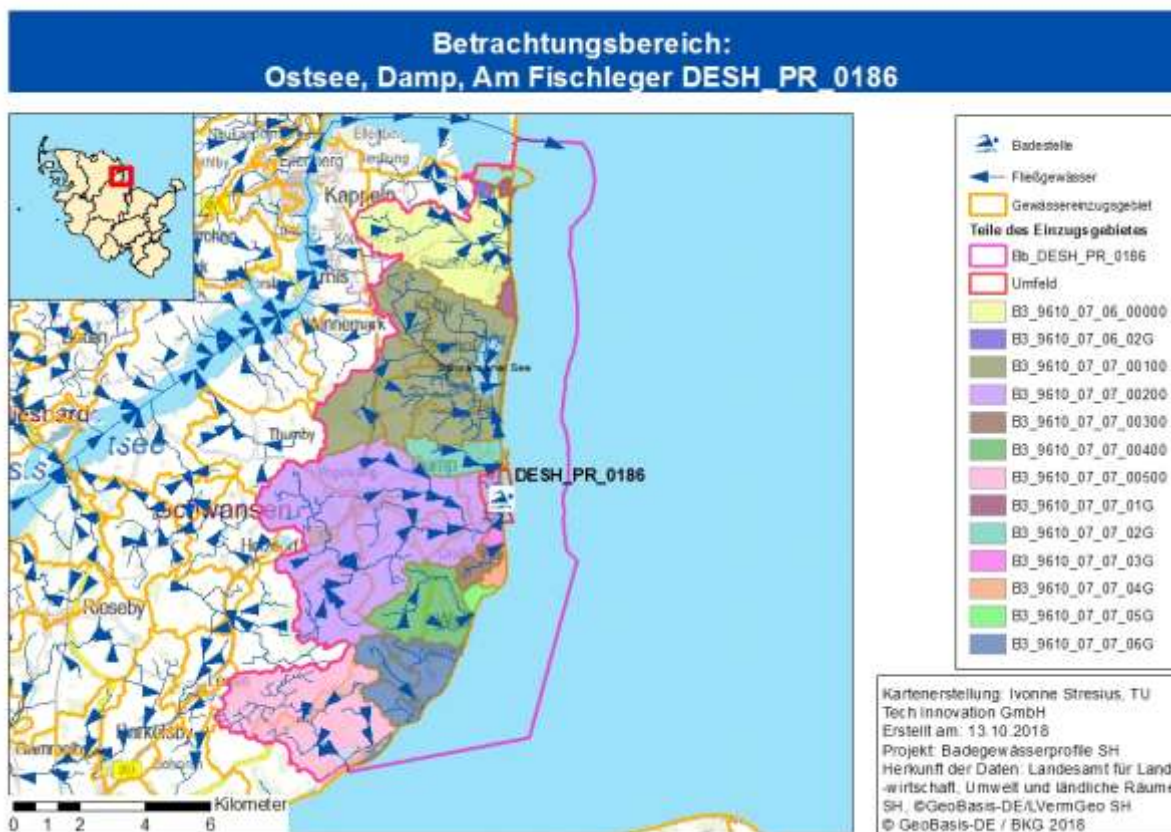 Betrachtungsbereich:
Ostsee, Damp, Am Fischleger DESH_PR_0186
Ellenberg
Kappeln
Winnemark
Thumby
DESH_PR_0186
Schwansen
Rieseby
tsee
Kilometer
0 1 2 4 6
Badestelle
Fließgewässer
Gewässereinzugsgebiet
Teile des Einzugsgebietes
Bb_DESH_PR_0186
Umfeld
B3_9610_07_06_00000
B3_9610_07_06_02G
B3_9610_07_07_00100
B3_9610_07_07_00200
B3_9610_07_07_00300
B3_9610_07_07_00400
B3_9610_07_07_00500
B3_9610_07_07_01G
B3_9610_07_07_02G
B3_9610_07_07_03G
B3_9610_07_07_04G
B3_9610_07_07_05G
B3_9610_07_07_06G
Kartenerstellung: Ivonne Stresius, TU
Tech Innovation GmbH
Erstellt am: 13.10.2018
Projekt: Badegewässerprofile SH
Herkunft der Daten: Landesamt für Land
-wirtschaft, Umwelt und ländliche Räume
SH, ©GeoBasis-DE/LVermGeo SH
© GeoBasis-DE / BKG 2018